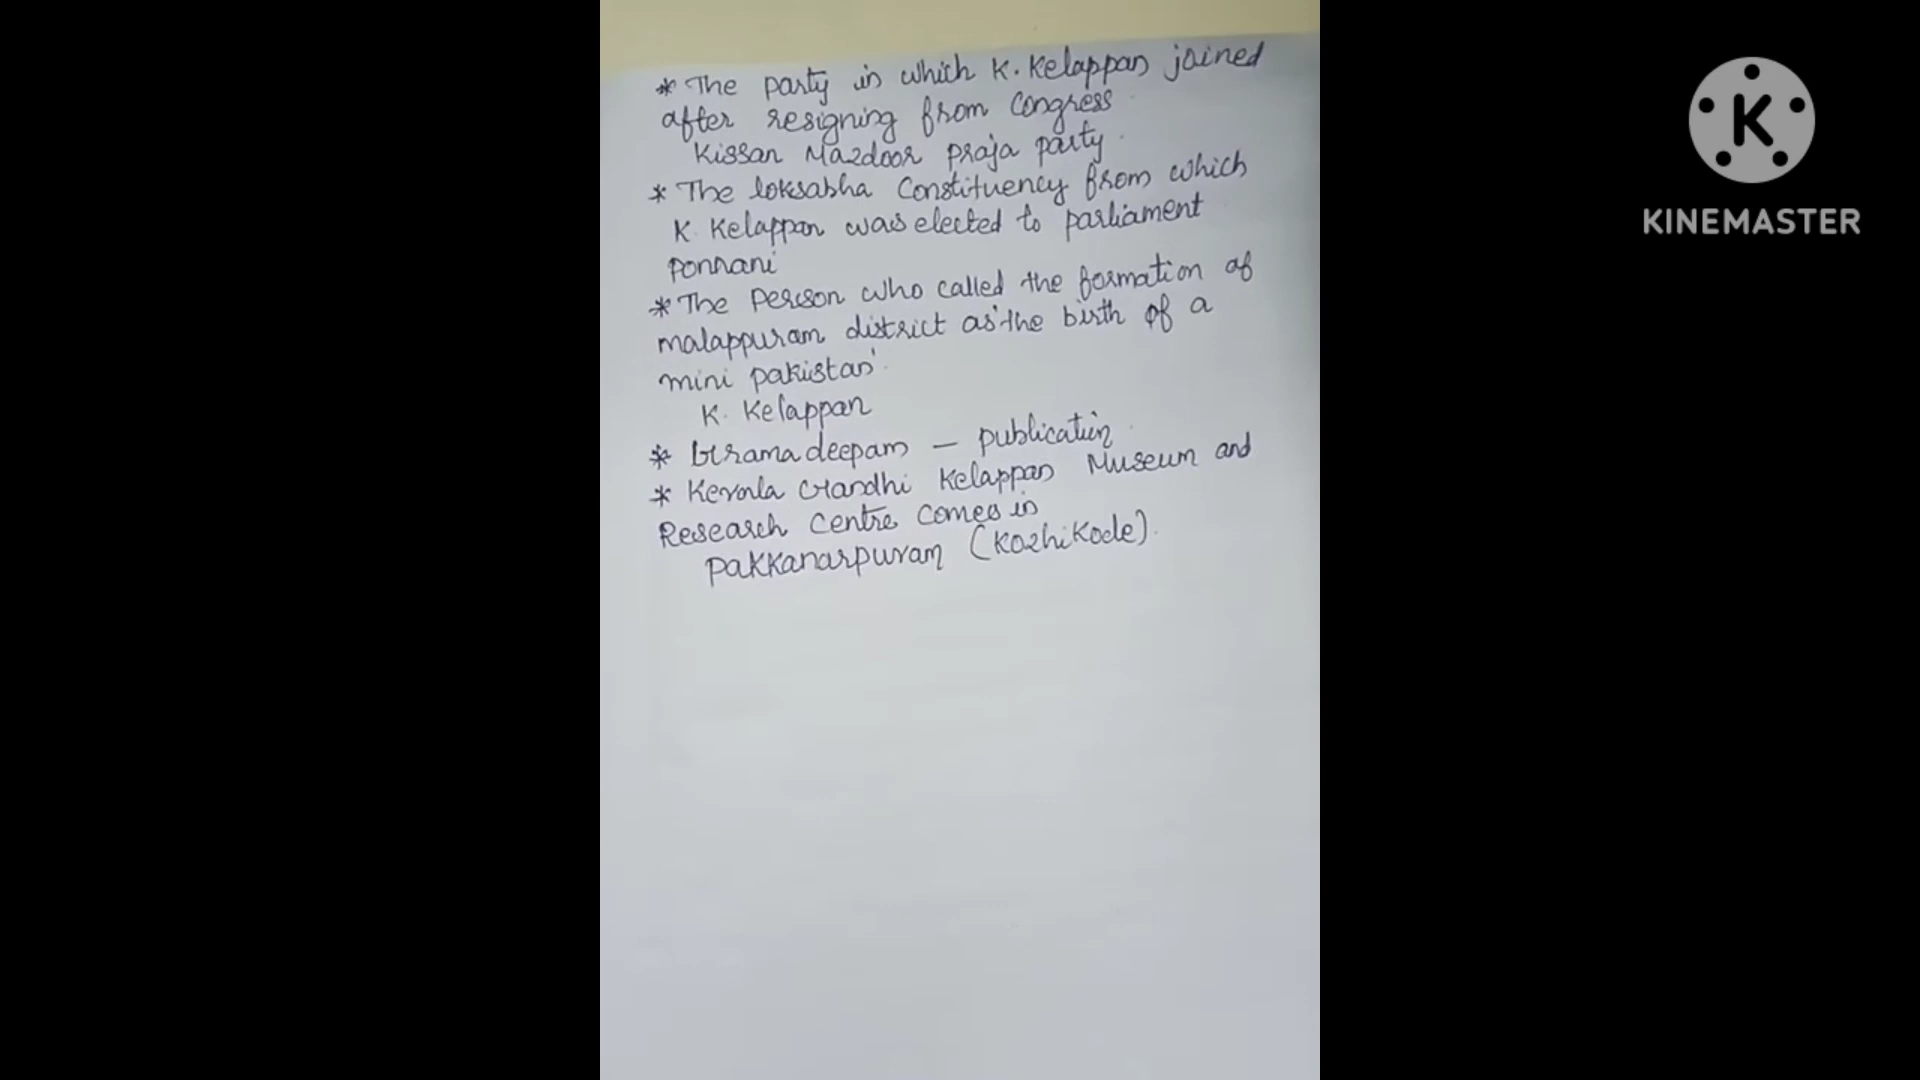 * The party in which K. Kelappan joined
after resigning from Congress
Kissan Mazdoor Praja party.
* The loksabha Constituency from which
K. Kelappan was elected to parliament
Ponnani
* The Person who called the formation of
malappuram district as 'the birth of a
mini pakistan'
K. Kelappan
* Gramadeepam – publication
* Kerala Gandhi Kelappan Museum and
Research Centre comes in
Pakkanarpuram (Kozhikode).
K
KINEMASTER